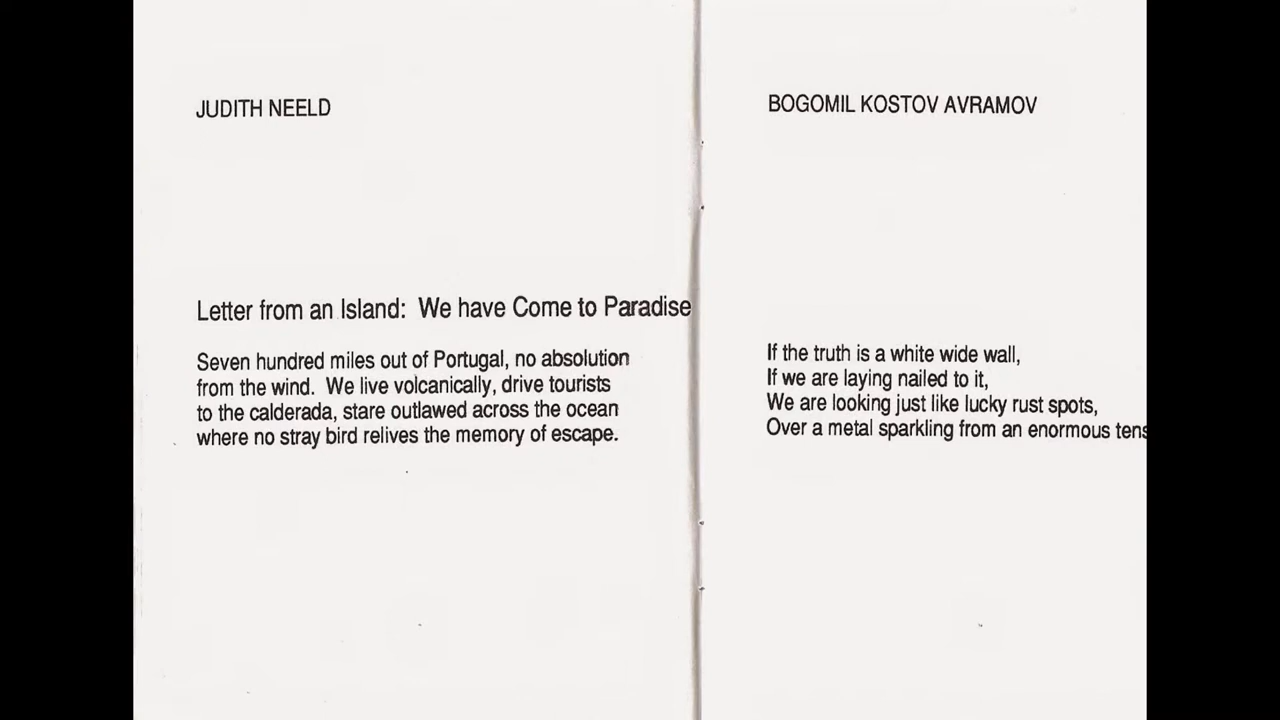 JUDITH NEELD
Letter from an Island: We have Come to Paradise
Seven hundred miles out of Portugal, no absolution
from the wind. We live volcanically, drive tourists
to the calderada, stare outlawed across the ocean
where no stray bird relives the memory of escape.
BOGOMIL KOSTOV AVRAMOV
If the truth is a white wide wall,
If we are laying nailed to it,
We are looking just like lucky rust spots,
Over a metal sparkling from an enormous